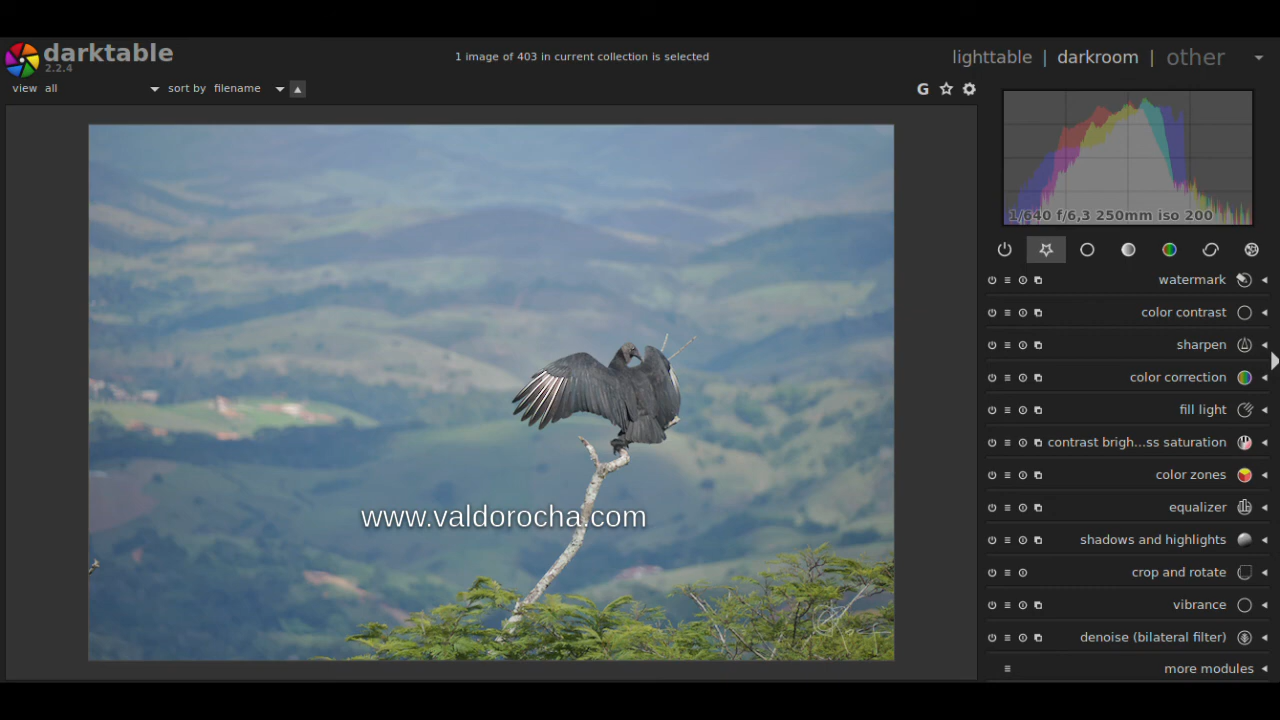 darktable
2.2.4
1 image of 403 in current collection is selected
lighttable | darkroom | other
view all sort by filename
G
1/640 f/6,3 250mm iso 200
watermark
color contrast
sharpen
color correction
fill light
contrast brigh...ss saturation
color zones
equalizer
shadows and highlights
crop and rotate
vibrance
denoise (bilateral filter)
more modules
www.valdorocha.com